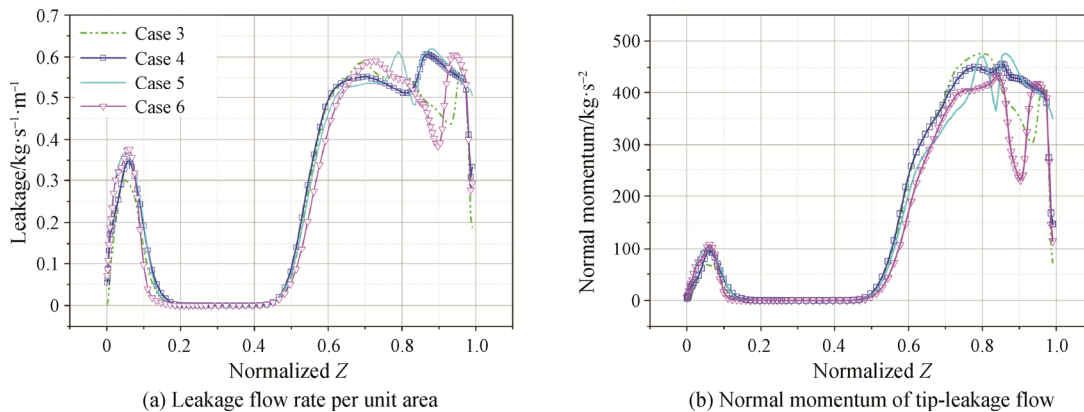 0.7
0.6
0.5
0.4
0.3
0.2
0.1
0
Leakage/kg·s⁻¹·m⁻¹
Case 3
Case 4
Case 5
Case 6
0 0.2 0.4 0.6 0.8 1.0
Normalized Z
(a) Leakage flow rate per unit area
500
450
400
300
200
100
50
0
Normal momentum/kg·s⁻²
0 0.2 0.4 0.6 0.8 1.0
Normalized Z
(b) Normal momentum of tip-leakage flow